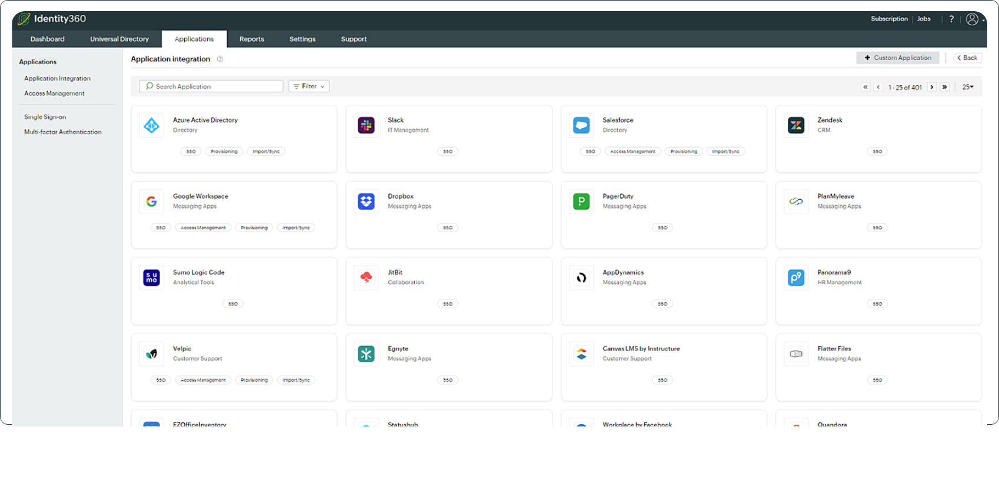 Identity360
Subscription Jobs ?
Dashboard Universal Directory Applications Reports Settings Support
Applications
Application Integration
Access Management
Single Sign-on
Multi-factor Authentication
Application integration ?
+ Custom Application
Back
Search Application
Filter
1 - 25 of 401
25
Azure Active Directory
Directory
SSO Provisioning Import/Sync
Slack
IT Management
SSO
Salesforce
Directory
SSO Access Management Provisioning Import/Sync
Zendesk
CRM
SSO
Google Workspace
Messaging Apps
SSO Access Management Provisioning Import/Sync
Dropbox
Messaging Apps
SSO
P
PagerDuty
Messaging Apps
SSO
PlanMyleave
Messaging Apps
SSO
su
mo
Sumo Logic Code
Analytical Tools
SSO
JitBit
Collaboration
SSO
AppDynamics
Messaging Apps
SSO
p9
Panorama9
HR Management
SSO
Velpic
Customer Support
SSO Access Management Provisioning Import/Sync
Egnyte
Messaging Apps
SSO
Canvas LMS by Instructure
Customer Support
SSO
Flatter Files
Messaging Apps
SSO
EZOfficeInventory
Statushub
Workplace by Facebook
Quandora